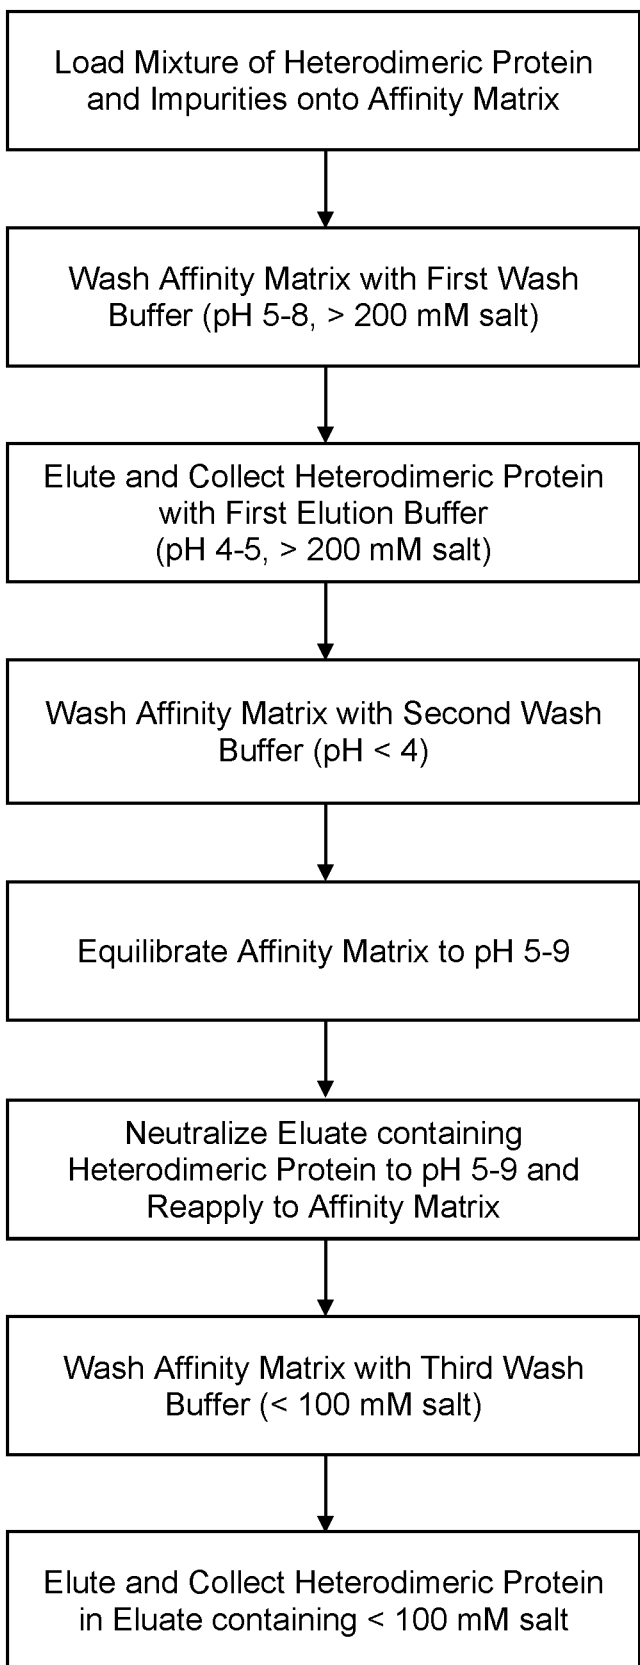 Load Mixture of Heterodimeric Protein
and Impurities onto Affinity Matrix
Wash Affinity Matrix with First Wash
Buffer (pH 5-8, > 200 mM salt)
Elute and Collect Heterodimeric Protein
with First Elution Buffer
(pH 4-5, > 200 mM salt)
Wash Affinity Matrix with Second Wash
Buffer (pH < 4)
Equilibrate Affinity Matrix to pH 5-9
Neutralize Eluate containing
Heterodimeric Protein to pH 5-9 and
Reapply to Affinity Matrix
Wash Affinity Matrix with Third Wash
Buffer (< 100 mM salt)
Elute and Collect Heterodimeric Protein
in Eluate containing < 100 mM salt